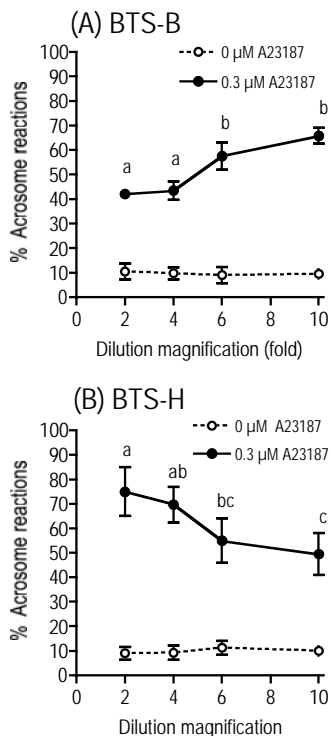 (A) BTS-B
0 µM A23187
0.3 µM A23187
% Acrosome reactions
100
90
80
70
60
50
40
30
20
10
0
a a b b
0 2 4 6 8 10
Dilution magnification (fold)
(B) BTS-H
0 µM A23187
0.3 µM A23187
% Acrosome reactions
100
90
80
70
60
50
40
30
20
10
0
a ab bc c
0 2 4 6 8 10
Dilution magnification